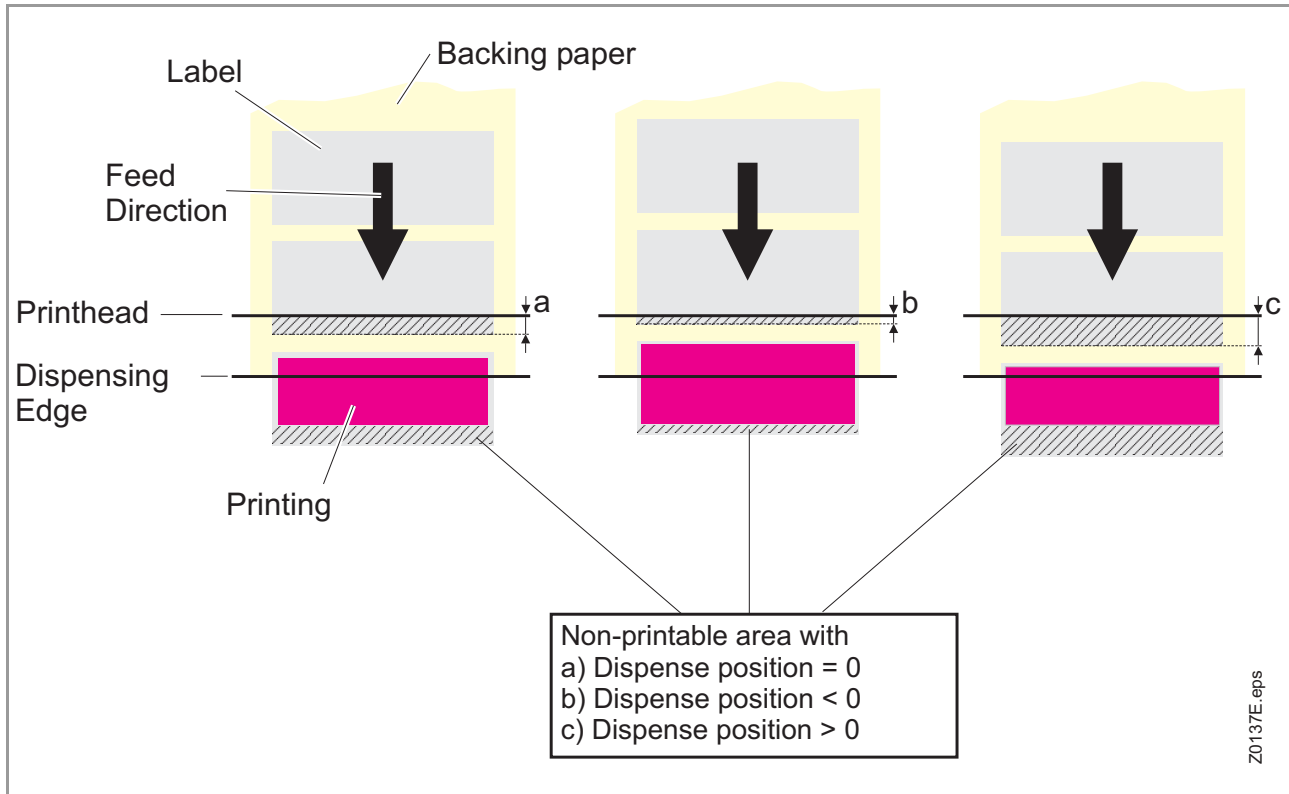 Backing paper
Label
Feed
Direction
a
b
c
Printhead
Dispensing
Edge
Printing
Non-printable area with
a) Dispense position = 0
b) Dispense position < 0
c) Dispense position > 0
Z0137E.eps